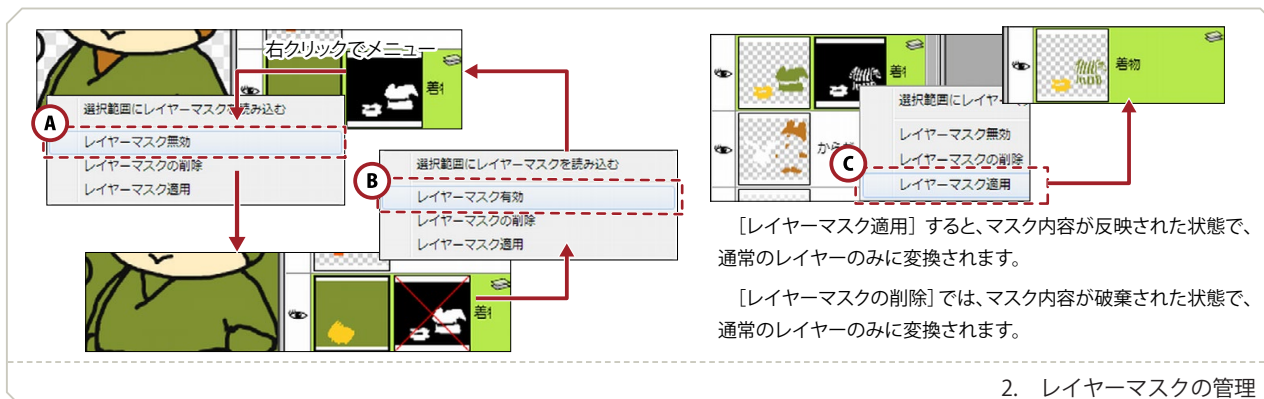 右クリックでメニュー
着
A
選択範囲にレイヤーマスクを読み込む
レイヤーマスク無効
レイヤーマスクの削除
レイヤーマスク適用
B
選択範囲にレイヤーマスクを読み込む
レイヤーマスク有効
レイヤーマスクの削除
レイヤーマスク適用
着
着
から
選択範囲にレイヤー
C
レイヤーマスク無効
レイヤーマスクの削除
レイヤーマスク適用
着物
［レイヤーマスク適用］すると、マスク内容が反映された状態で、
通常のレイヤーのみに変換されます。
［レイヤーマスクの削除］では、マスク内容が破棄された状態で、
通常のレイヤーのみに変換されます。
2. レイヤーマスクの管理